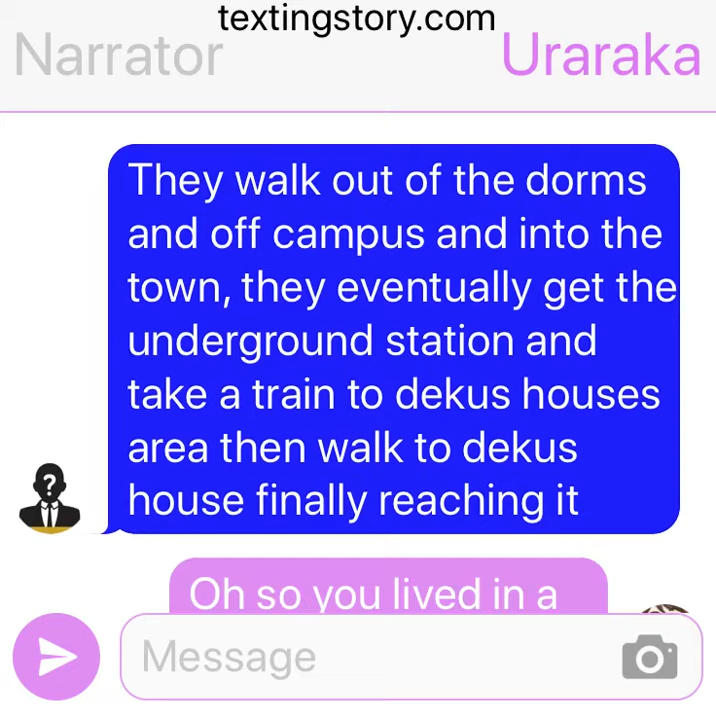 textingstory.com
Narrator
Uraraka
They walk out of the dorms
and off campus and into the
town, they eventually get the
underground station and
take a train to dekus houses
area then walk to dekus
house finally reaching it
?
Oh so you lived in a
Message